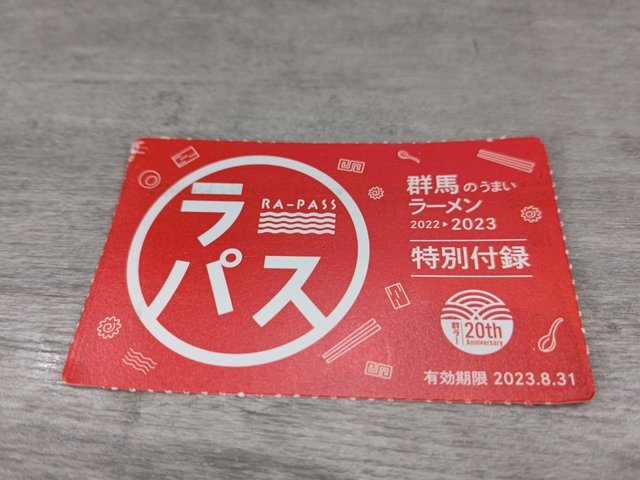 ラ
RA-PASS
パス
群馬のうまい
ラーメン
2022▶2023
特別付録
群ラー
20th
Anniversary
有効期限 2023.8.31